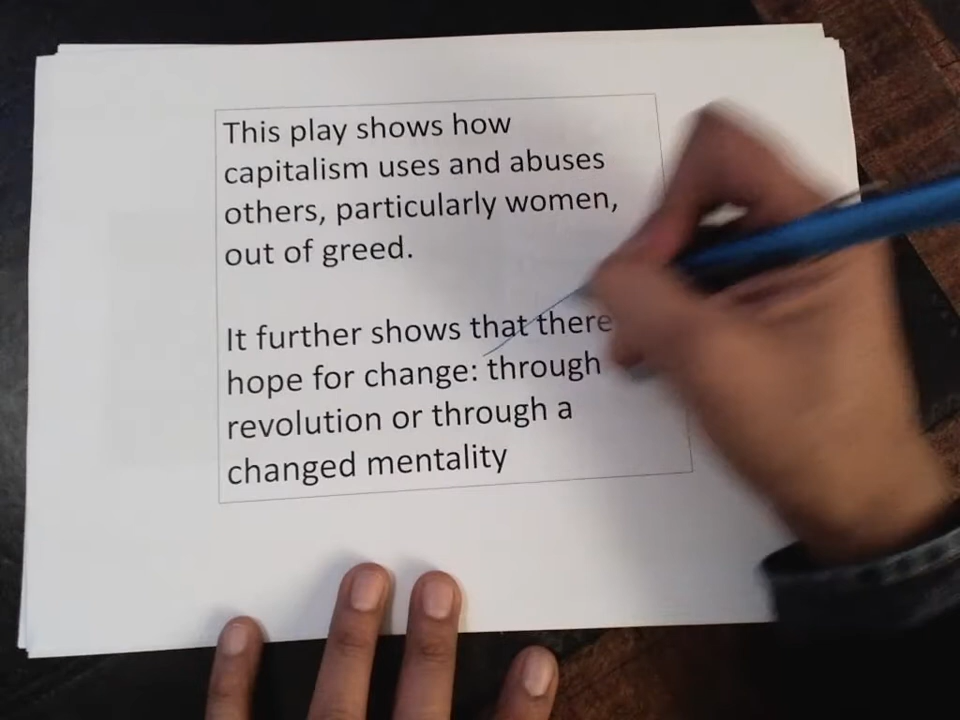 This play shows how
capitalism uses and abuses
others, particularly women,
out of greed.
It further shows that there
hope for change: through
revolution or through a
changed mentality